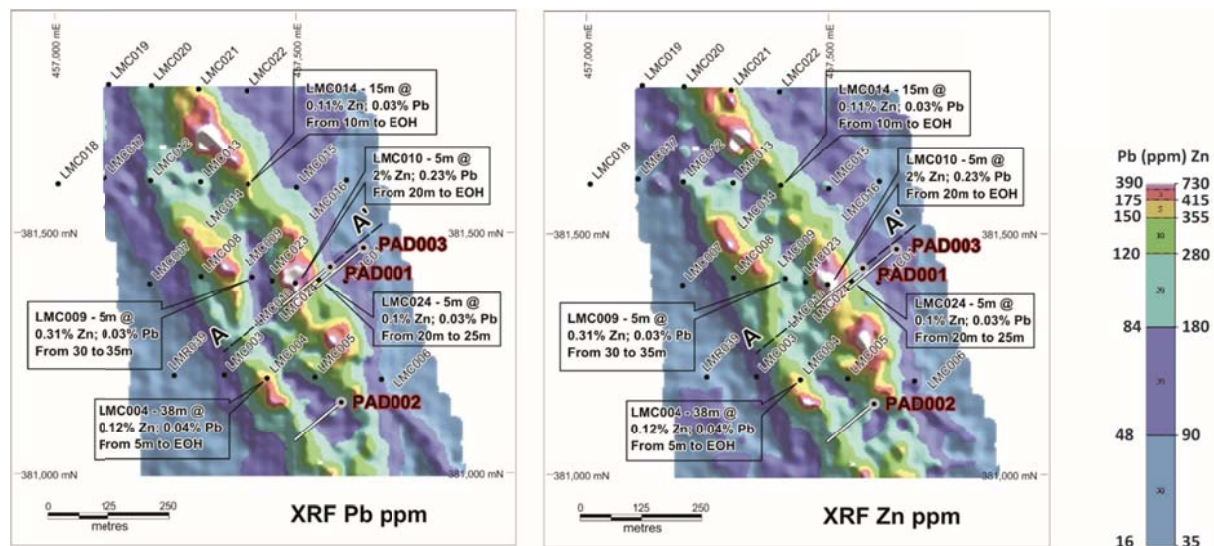 457,000 mE
457,500 mE
LMC019
LMC020
LMC021
LMC022
LMC014 - 15m @
0.11% Zn; 0.03% Pb
From 10m to EOH
LMC018
LMC017
LMC012
LMC013
LMC015
LMC010 - 5m @
2% Zn; 0.23% Pb
From 20m to EOH
LMC014
LMC016
381,500 mN
381,500 mN
A'
PAD003
LMC007
LMC008
LMC009
LMC023
PAD001
LMC024 - 5m @
0.1% Zn; 0.03% Pb
From 20m to 25m
LMC009 - 5m @
0.31% Zn; 0.03% Pb
From 30 to 35m
A
LMR039
LMC003
LMC004
LMC005
LMC006
LMC004 - 38m @
0.12% Zn; 0.04% Pb
From 5m to EOH
PAD002
381,000 mN
381,000 mN
0 125 250
metres
XRF Pb ppm
457,000 mE
457,500 mE
LMC019
LMC020
LMC021
LMC022
LMC014 - 15m @
0.11% Zn; 0.03% Pb
From 10m to EOH
LMC018
LMC017
LMC012
LMC013
LMC015
LMC010 - 5m @
2% Zn; 0.23% Pb
From 20m to EOH
LMC014
LMC016
381,500 mN
381,500 mN
A'
PAD003
LMC007
LMC008
LMC009
LMC023
PAD001
LMC024 - 5m @
0.1% Zn; 0.03% Pb
From 20m to 25m
LMC009 - 5m @
0.31% Zn; 0.03% Pb
From 30 to 35m
A
LMR039
LMC003
LMC004
LMC005
LMC006
LMC004 - 38m @
0.12% Zn; 0.04% Pb
From 5m to EOH
PAD002
381,000 mN
381,000 mN
0 125 250
metres
XRF Zn ppm
Pb (ppm) Zn
390 730
175 415
150 355
120 280
84 180
48 90
16 35